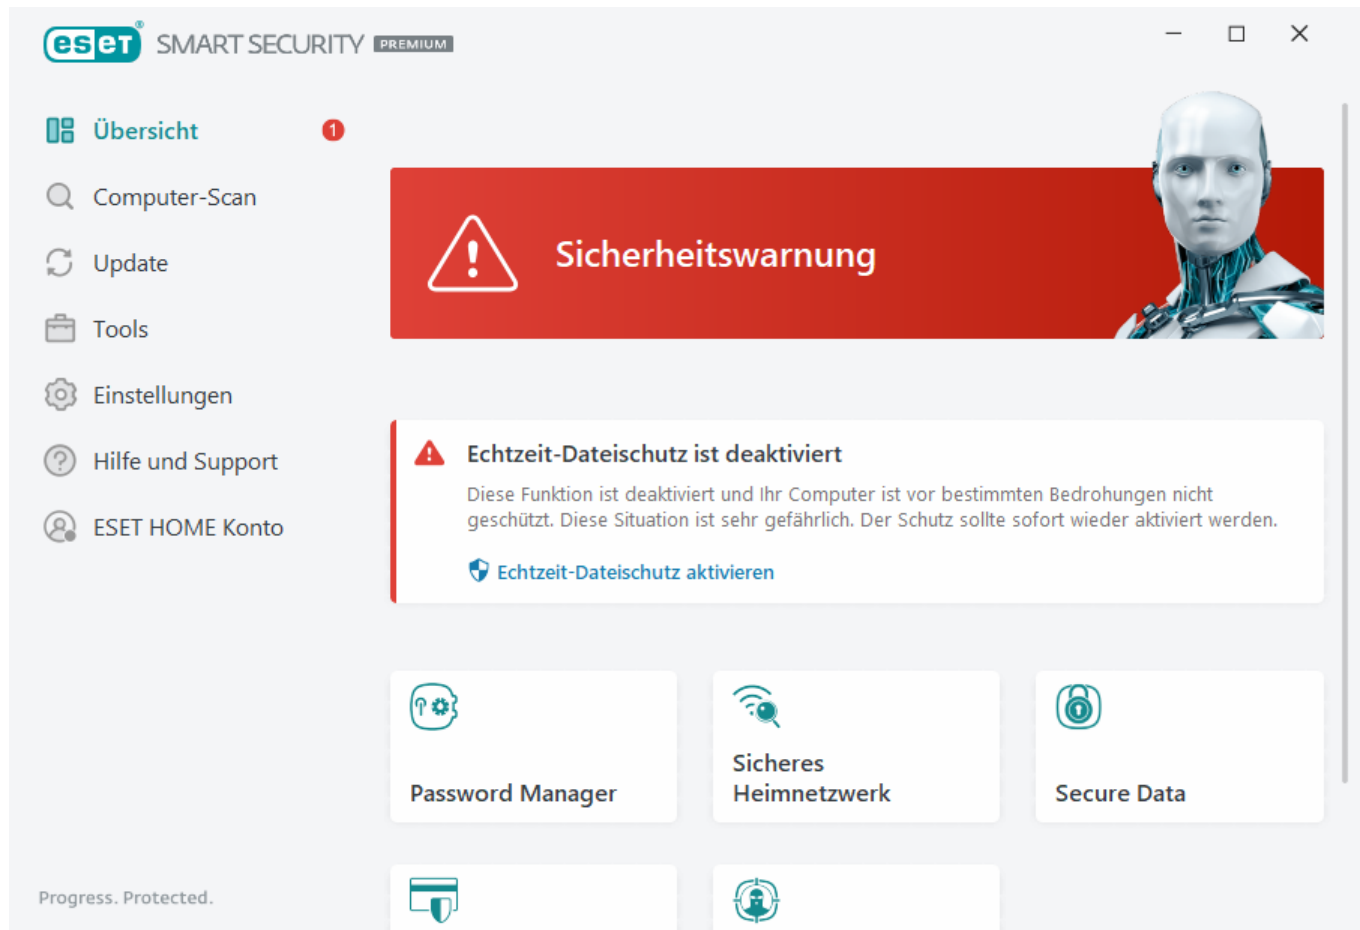 eset® SMART SECURITY PREMIUM
Übersicht 1
Computer-Scan
Update
Tools
Einstellungen
Hilfe und Support
ESET HOME Konto
Progress. Protected.
Sicherheitswarnung
Echtzeit-Dateischutz ist deaktiviert
Diese Funktion ist deaktiviert und Ihr Computer ist vor bestimmten Bedrohungen nicht
geschützt. Diese Situation ist sehr gefährlich. Der Schutz sollte sofort wieder aktiviert werden.
Echtzeit-Dateischutz aktivieren
Password Manager
Sicheres
Heimnetzwerk
Secure Data